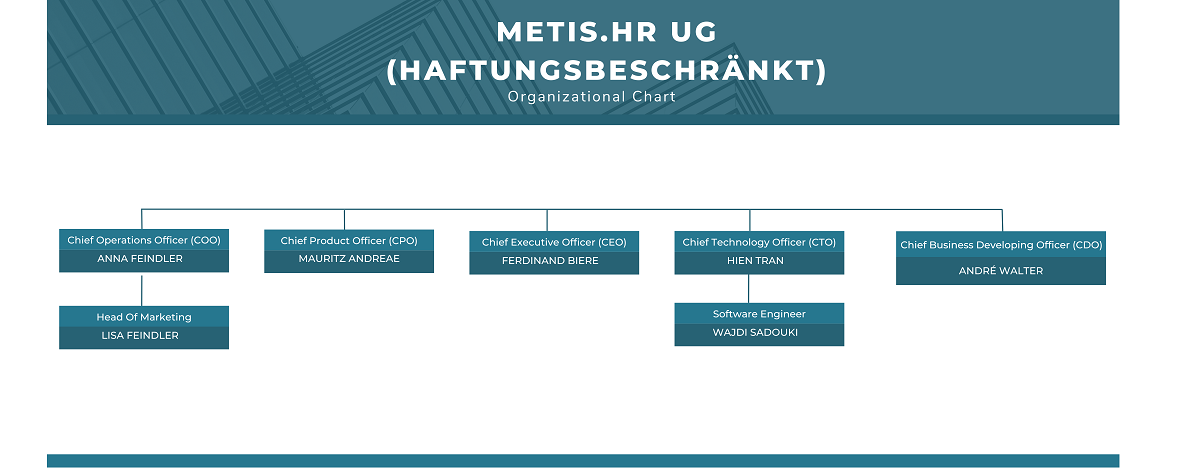 METIS.HR UG
(HAFTUNGSBESCHRÄNKT)
Organizational Chart
Chief Operations Officer (COO)
ANNA FEINDLER
Chief Product Officer (CPO)
MAURITZ ANDREAE
Chief Executive Officer (CEO)
FERDINAND BIERE
Chief Technology Officer (CTO)
HIEN TRAN
Chief Business Developing Officer (CDO)
ANDRÉ WALTER
Head Of Marketing
LISA FEINDLER
Software Engineer
WAJDI SADOUKI